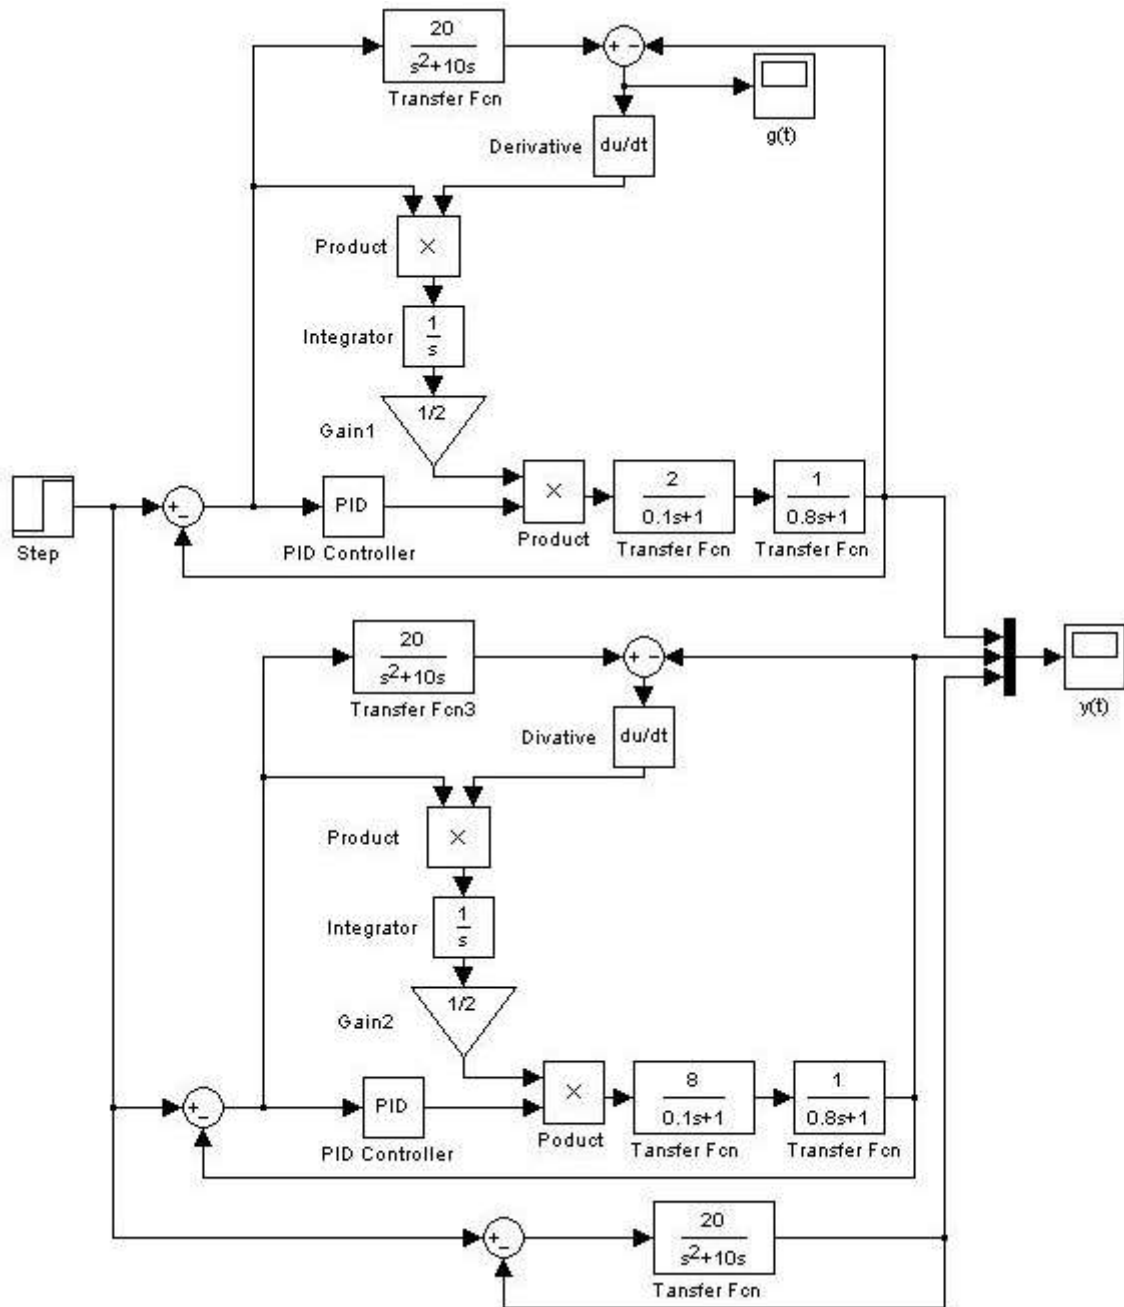 20
s²+10s
Transfer Fcn
+
−
g(t)
Derivative
du/dt
Product
×
Integrator
1
s
1/2
Gain1
Step
+
−
PID
PID Controller
×
Product
2
0.1s+1
Transfer Fcn
1
0.8s+1
Transfer Fcn
20
s²+10s
Transfer Fcn3
+
−
y(t)
Divative
du/dt
Product
×
Integrator
1
s
1/2
Gain2
+
−
PID
PID Controller
×
Poduct
8
0.1s+1
Tansfer Fcn
1
0.8s+1
Transfer Fcn
+
−
20
s²+10s
Tansfer Fcn